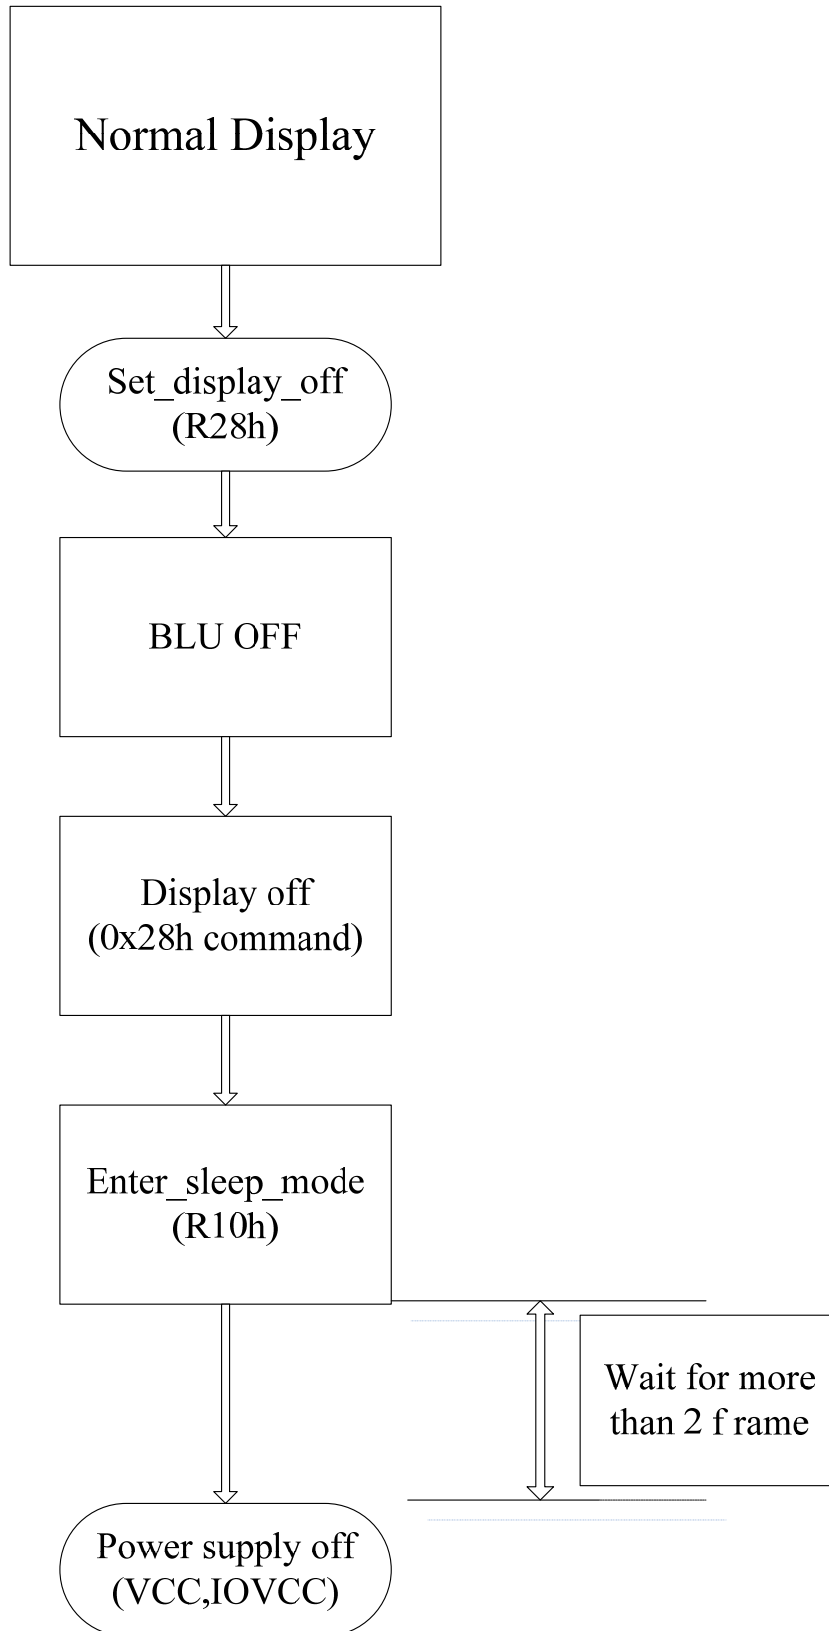 Normal Display
Set_display_off
(R28h)
BLU OFF
Display off
(0x28h command)
Enter_sleep_mode
(R10h)
Wait for more
than 2 f rame
Power supply off
(VCC,IOVCC)